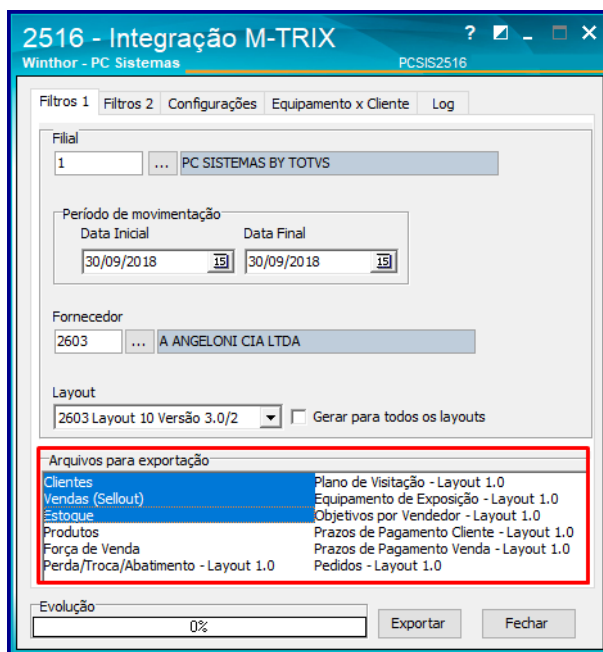 2516 - Integração M-TRIX
Winthor - PC Sistemas PCSIS2516
Filtros 1 Filtros 2 Configurações Equipamento x Cliente Log
Filial
1 ... PC SISTEMAS BY TOTVS
Período de movimentação
Data Inicial Data Final
30/09/2018 15 30/09/2018 15
Fornecedor
2603 ... A ANGELONI CIA LTDA
Layout
2603 Layout 10 Versão 3.0/2 Gerar para todos os layouts
Arquivos para exportação
Clientes Plano de Visitação - Layout 1.0
Vendas (Sellout) Equipamento de Exposição - Layout 1.0
Estoque Objetivos por Vendedor - Layout 1.0
Produtos Prazos de Pagamento Cliente - Layout 1.0
Força de Venda Prazos de Pagamento Venda - Layout 1.0
Perda/Troca/Abatimento - Layout 1.0 Pedidos - Layout 1.0
Evolução
0% Exportar Fechar